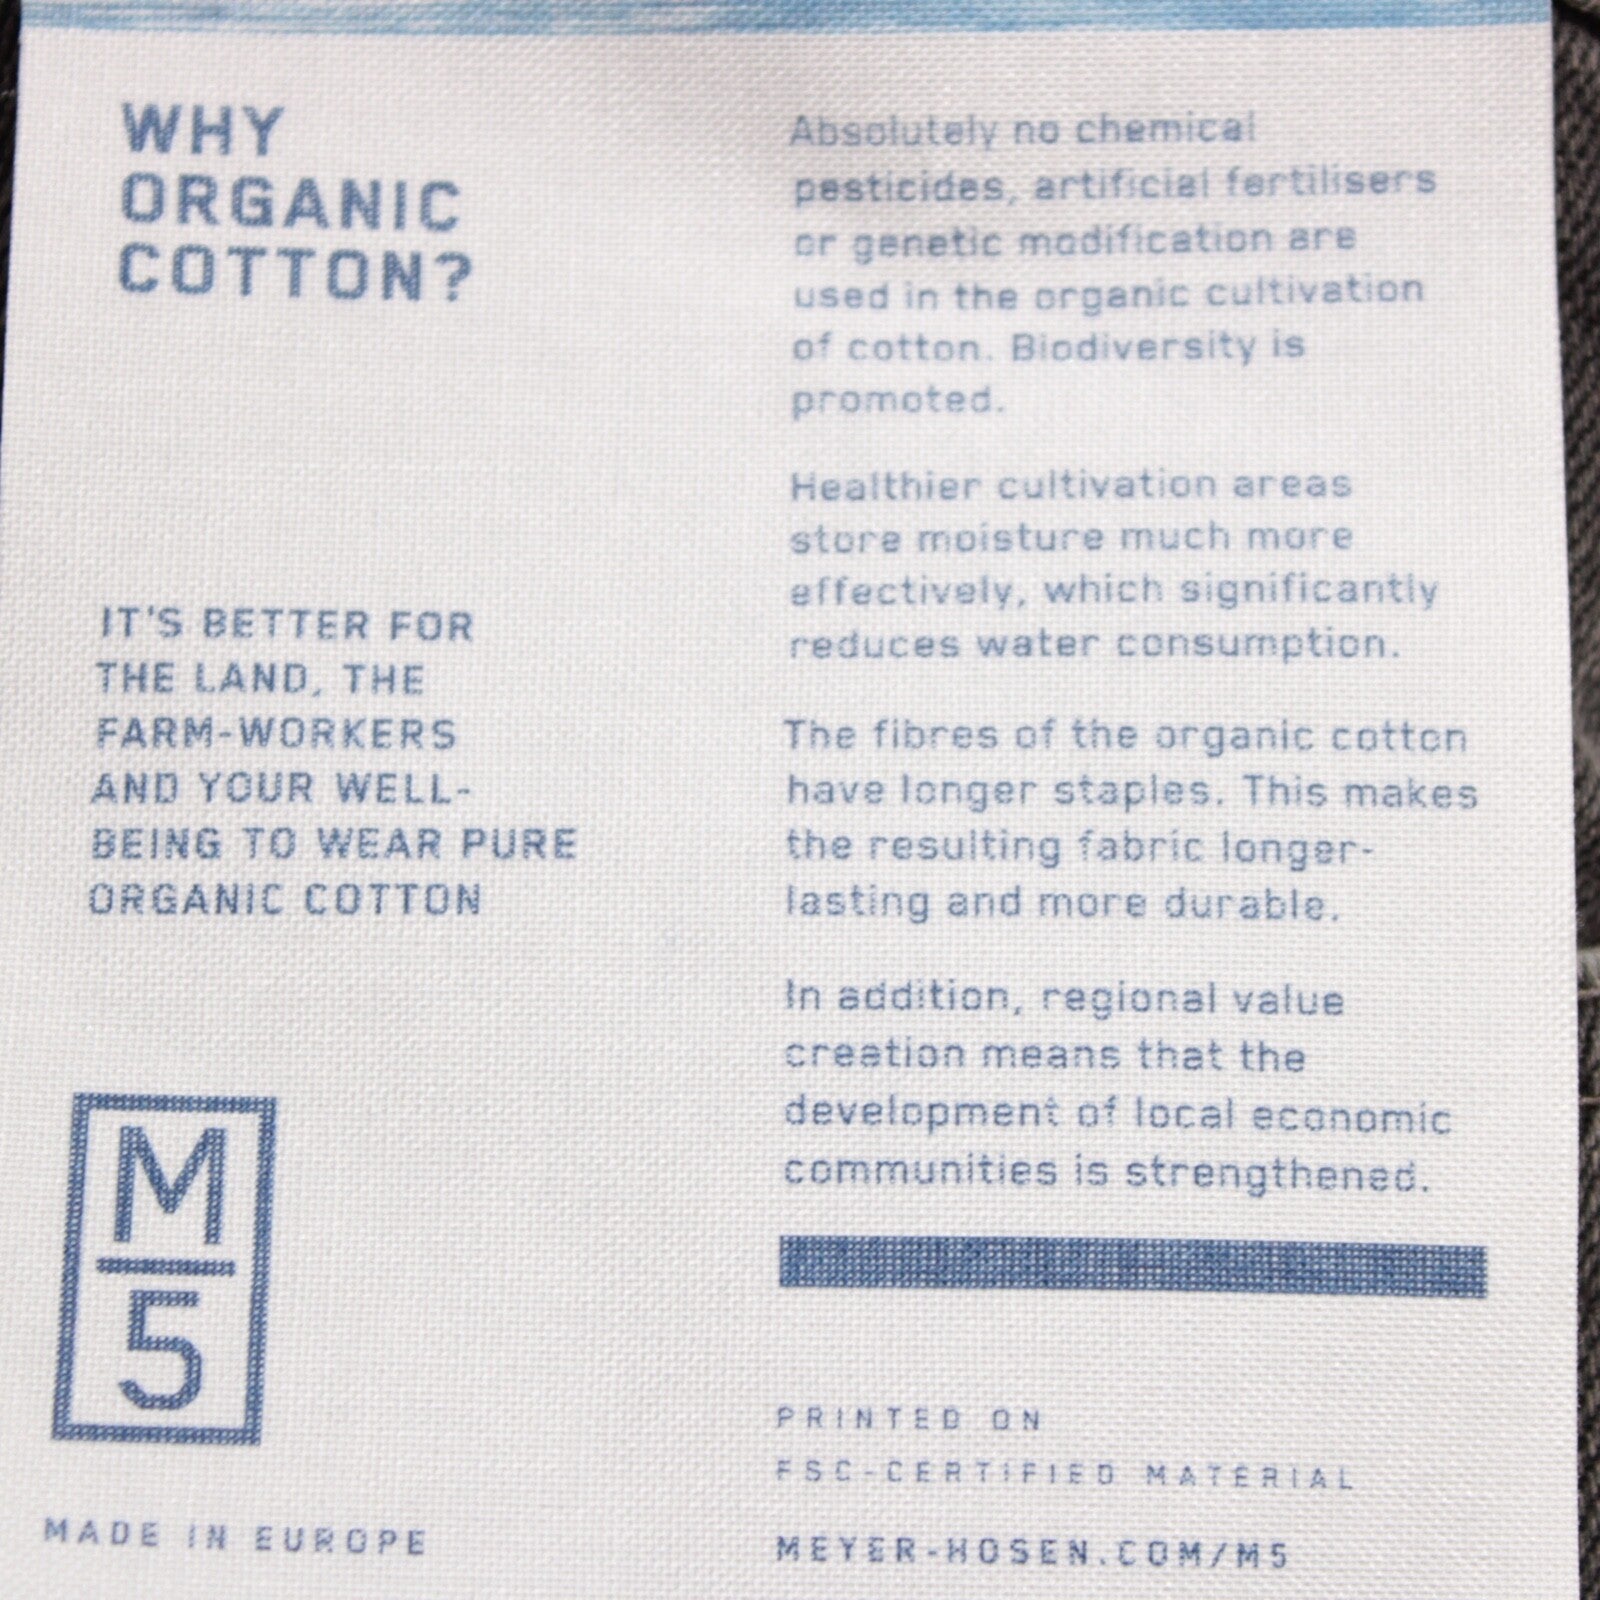 WHY
ORGANIC
COTTON?
IT'S BETTER FOR
THE LAND, THE
FARM-WORKERS
AND YOUR WELL-
BEING TO WEAR PURE
ORGANIC COTTON
M
5
MADE IN EUROPE
Absolutely no chemical
pesticides, artificial fertilisers
or genetic modification are
used in the organic cultivation
of cotton. Biodiversity is
promoted.
Healthier cultivation areas
store moisture much more
effectively, which significantly
reduces water consumption.
The fibres of the organic cotton
have longer staples. This makes
the resulting fabric longer-
lasting and more durable.
In addition, regional value
creation means that the
development of local economic
communities is strengthened.
PRINTED ON
FSC-CERTIFIED MATERIAL
MEYER-HOSEN.COM/M5